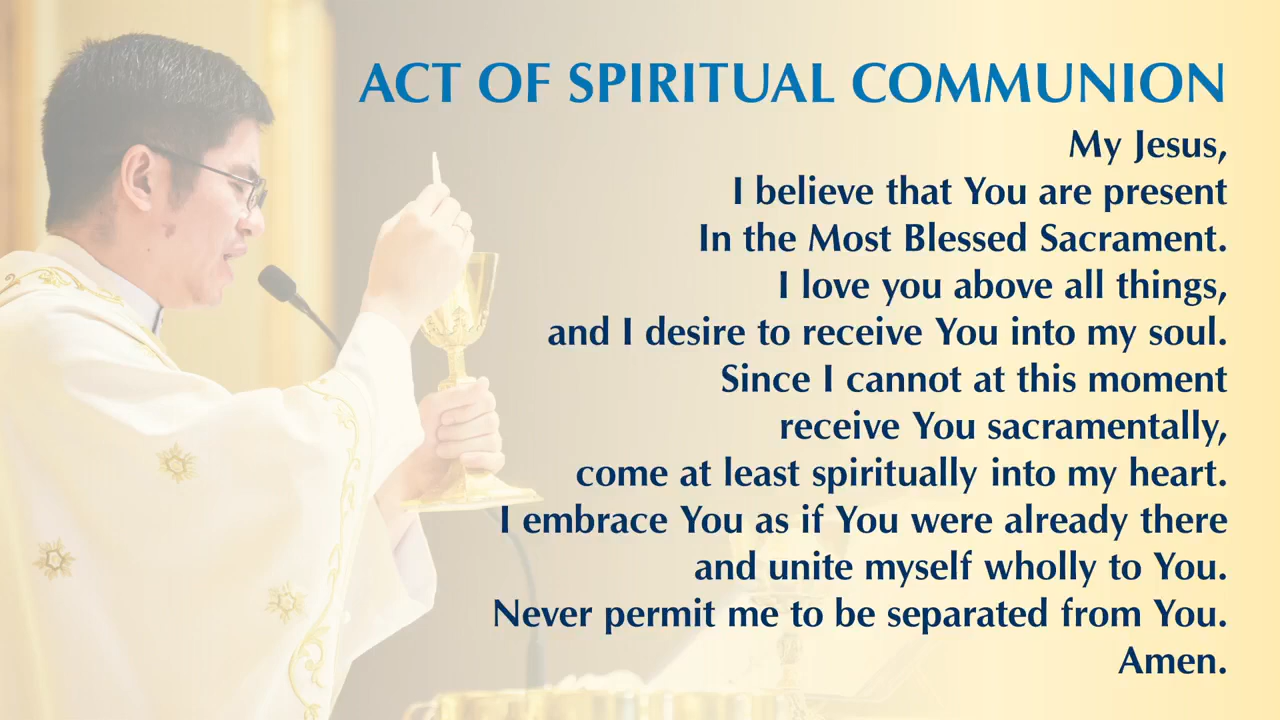 ACT OF SPIRITUAL COMMUNION
My Jesus,
I believe that You are present
In the Most Blessed Sacrament.
I love you above all things,
and I desire to receive You into my soul.
Since I cannot at this moment
receive You sacramentally,
come at least spiritually into my heart.
I embrace You as if You were already there
and unite myself wholly to You.
Never permit me to be separated from You.
Amen.